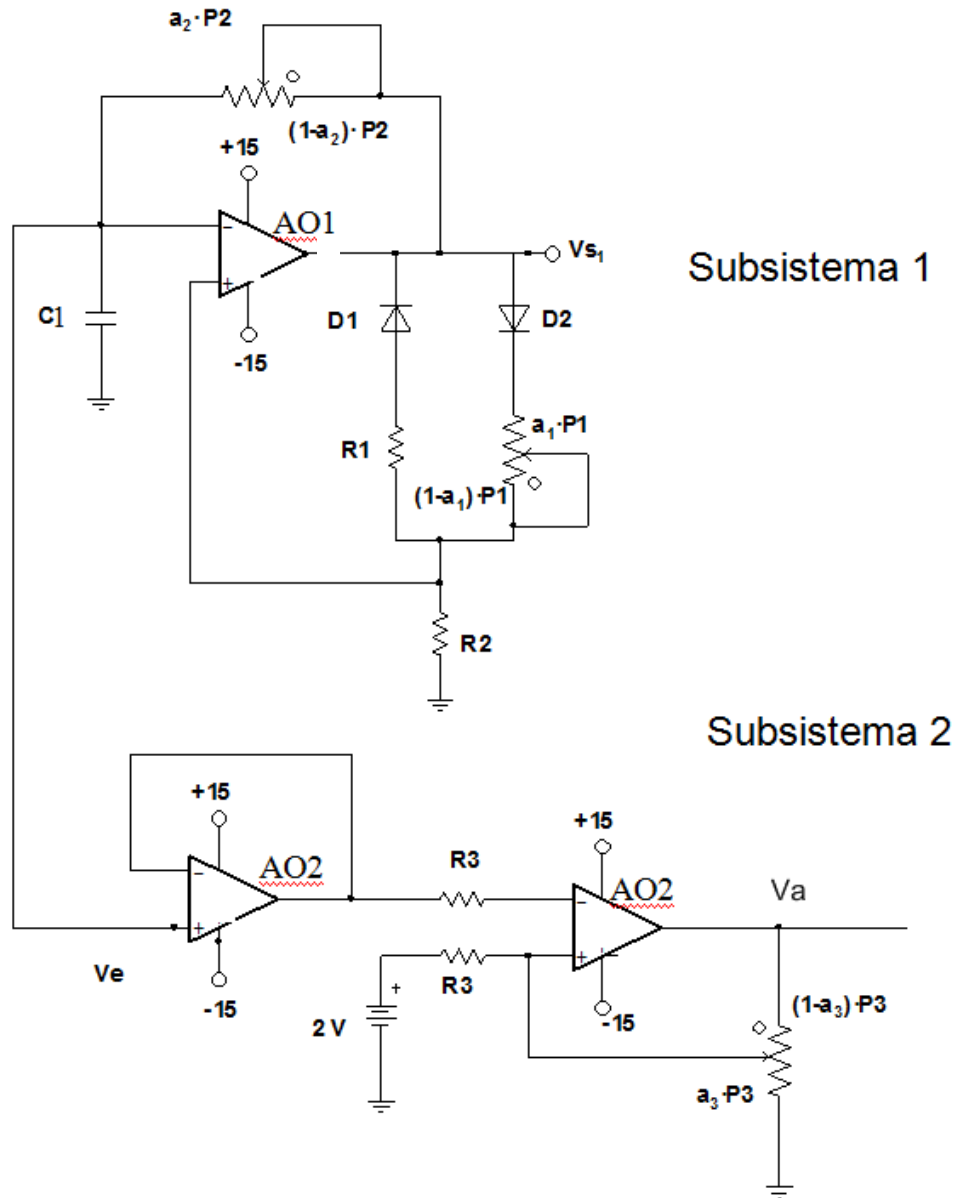 a₂·P2
(1-a₂)·P2
+15
AO1
-
+
-15
C1
Vs₁
Subsistema 1
D1
D2
R1
a₁·P1
(1-a₁)·P1
R2
Subsistema 2
+15
AO2
-
+
-15
Ve
R3
R3
+
2 V
+15
AO2
-
+
-15
Va
(1-a₃)·P3
a₃·P3